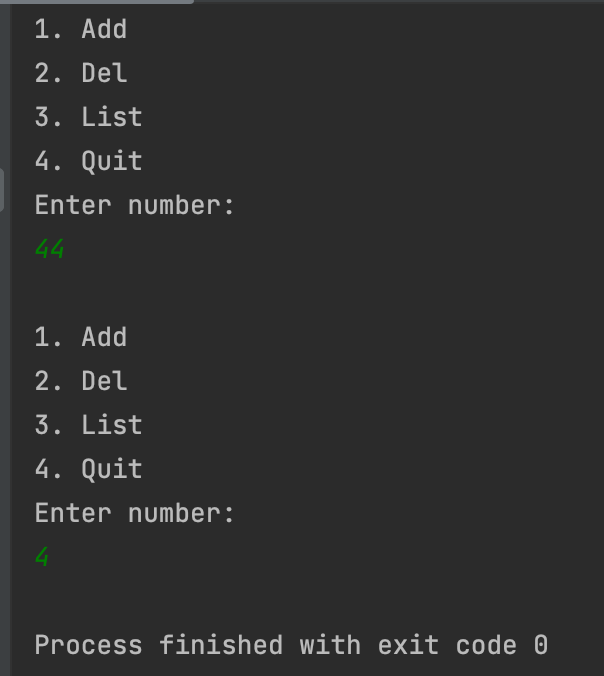 1. Add
2. Del
3. List
4. Quit
Enter number:
44
1. Add
2. Del
3. List
4. Quit
Enter number:
4
Process finished with exit code 0